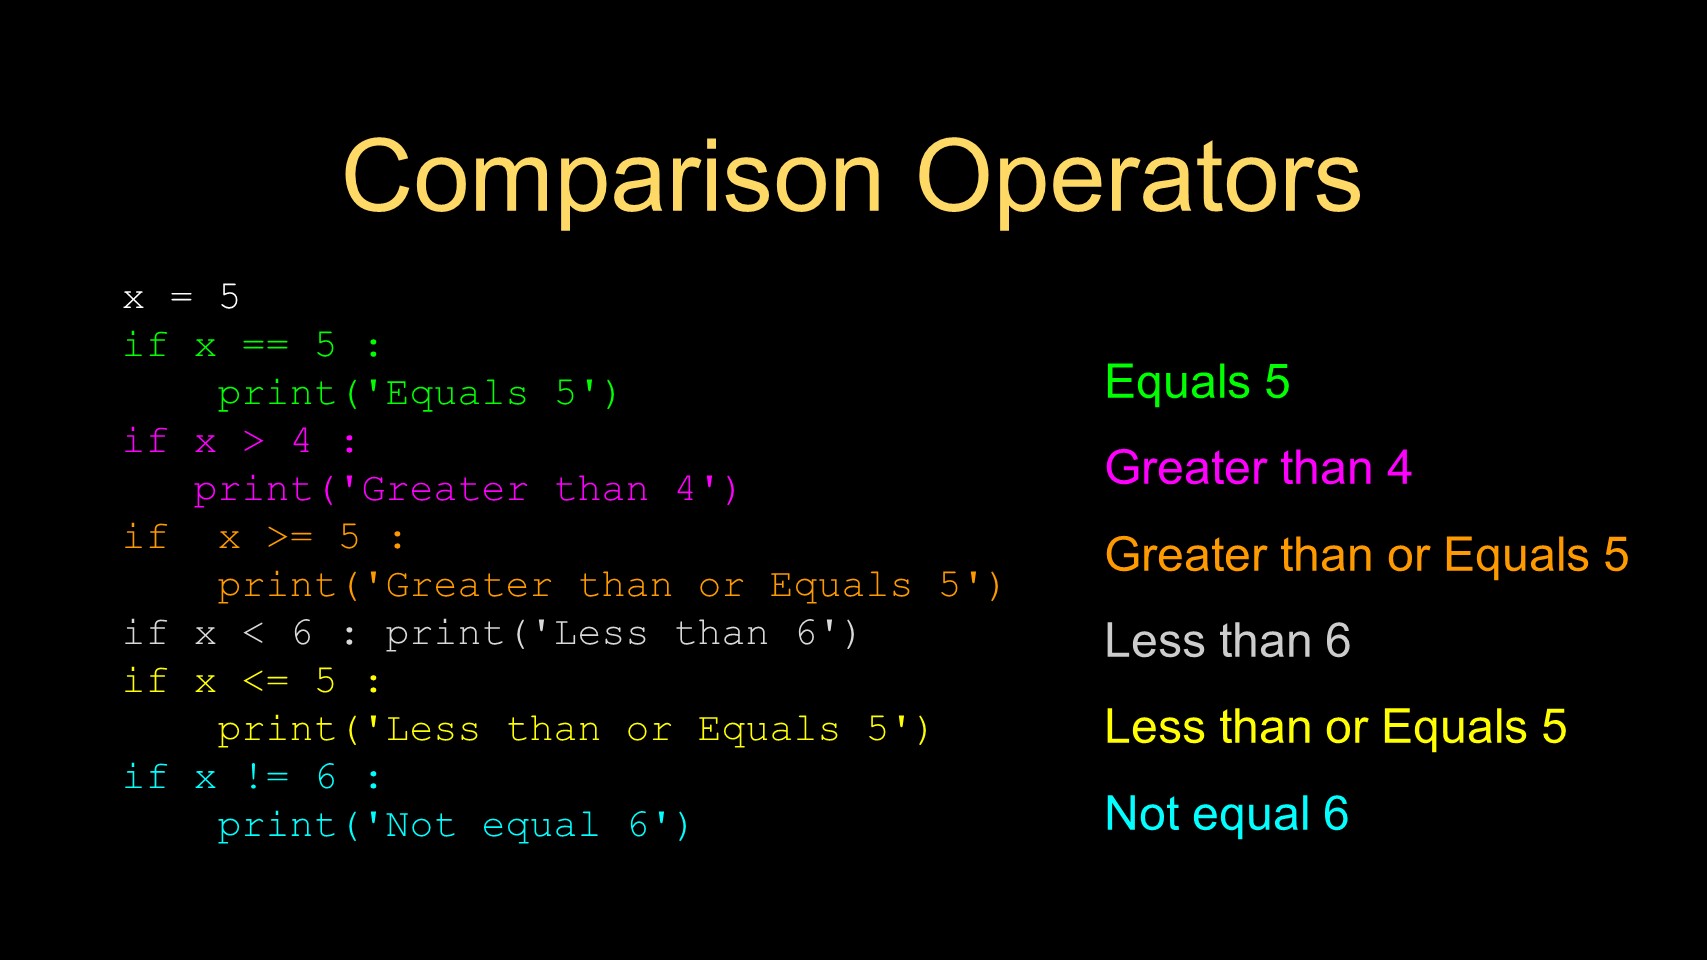 Comparison Operators
x = 5
if x == 5 :
    print('Equals 5')
if x > 4 :
   print('Greater than 4')
if  x >= 5 :
    print('Greater than or Equals 5')
if x < 6 : print('Less than 6')
if x <= 5 :
    print('Less than or Equals 5')
if x != 6 :
    print('Not equal 6')
Equals 5
Greater than 4
Greater than or Equals 5
Less than 6
Less than or Equals 5
Not equal 6